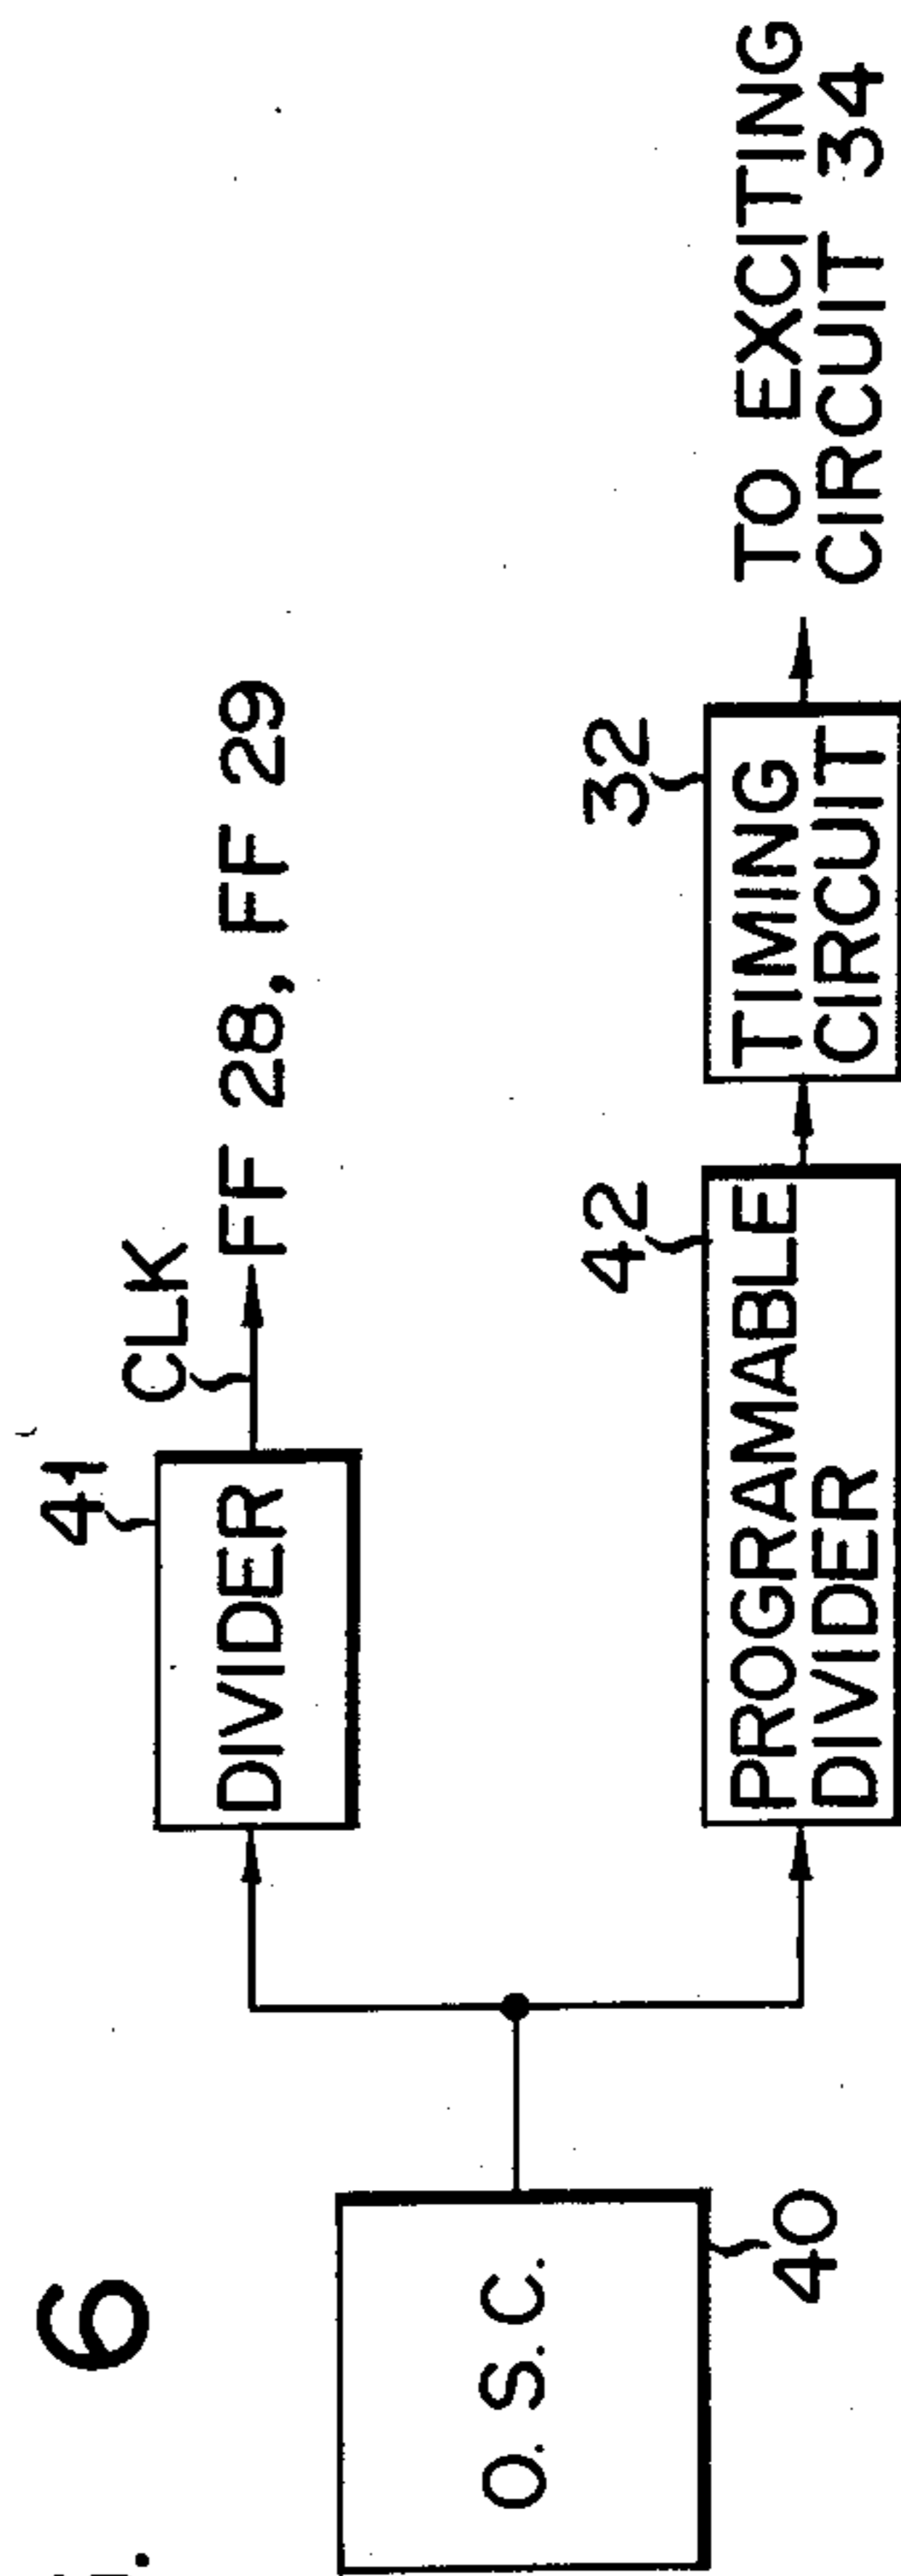 6
41
CLK
DIVIDER
FF 28, FF 29
O. S. C.
40
42
32
PROGRAMABLE
DIVIDER
TIMING
CIRCUIT
TO EXCITING
CIRCUIT 34